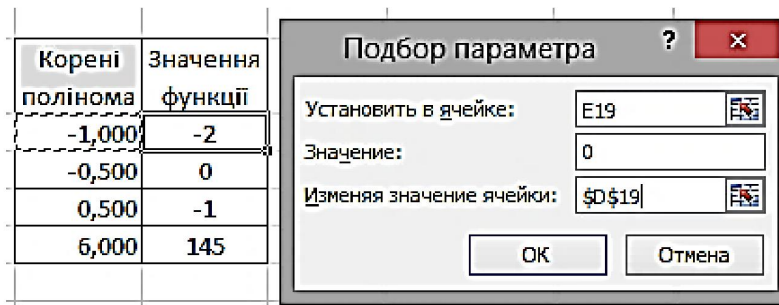 Корені Значення
полінома функції
-1,000 -2
-0,500 0
0,500 -1
6,000 145
Подбор параметра ? x
Установить в ячейке: E19
Значение: 0
Изменяя значение ячейки: $D$19
ОК Отмена